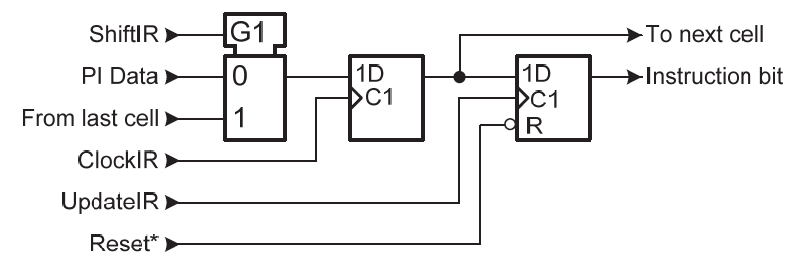 ShiftIR
G1
PI Data
0
1D
1D
To next cell
Instruction bit
From last cell
1
C1
C1
R
ClockIR
UpdateIR
Reset*